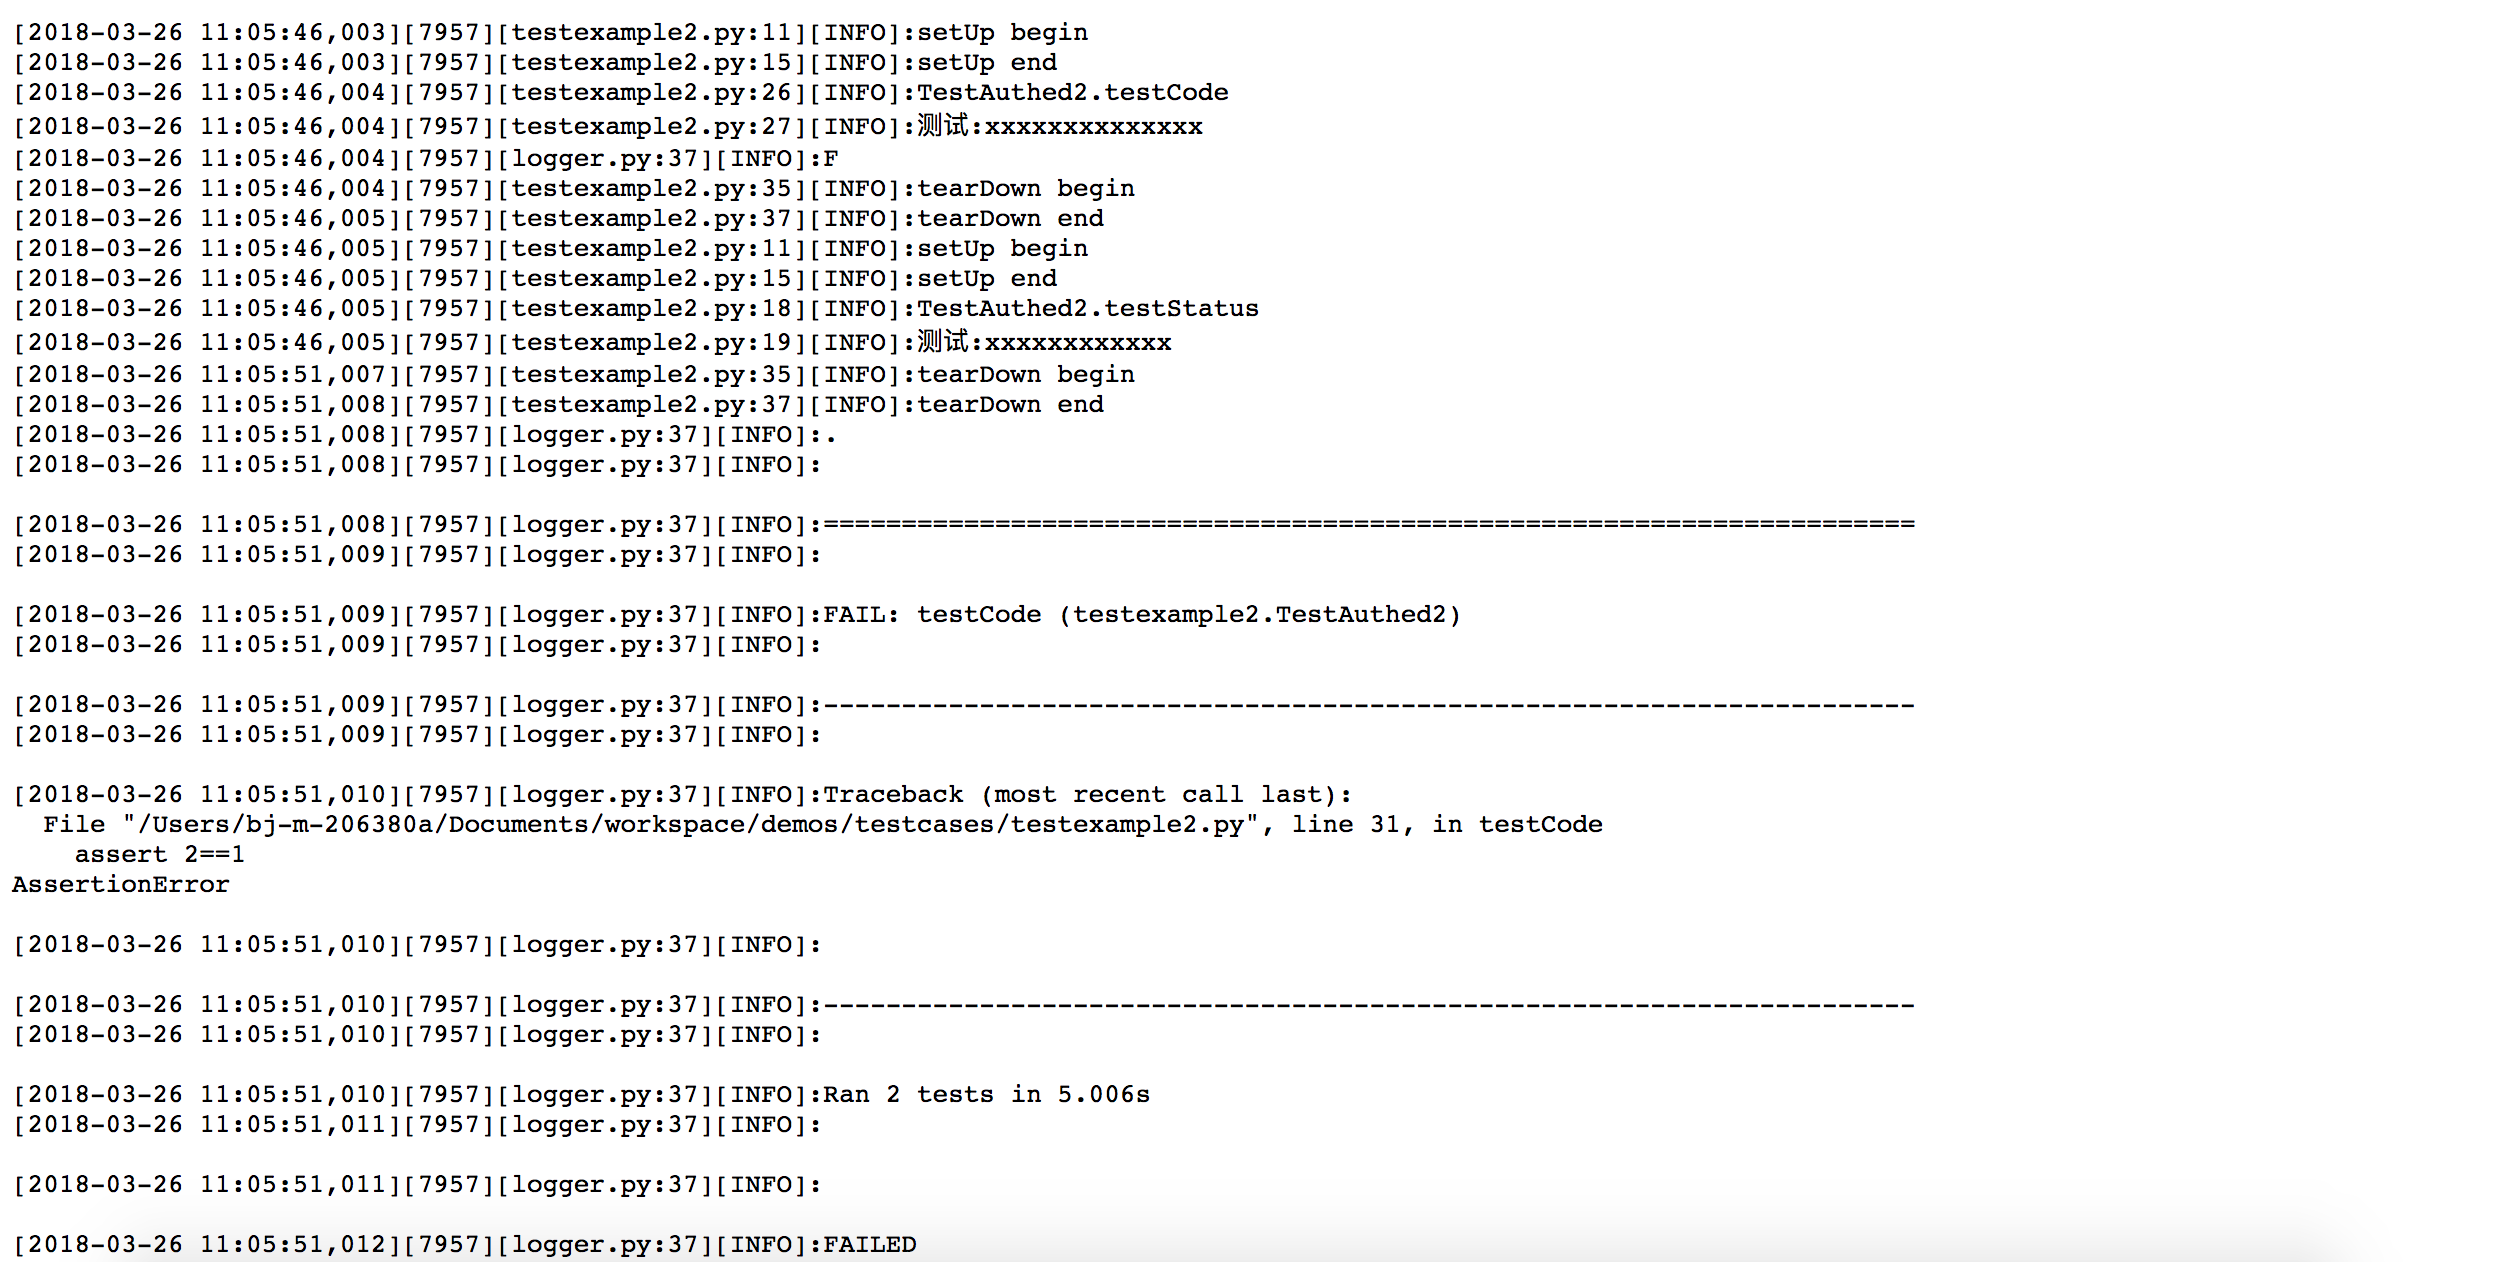 [2018-03-26 11:05:46,003][7957][testexample2.py:11][INFO]:setUp begin
[2018-03-26 11:05:46,003][7957][testexample2.py:15][INFO]:setUp end
[2018-03-26 11:05:46,004][7957][testexample2.py:26][INFO]:TestAuthed2.testCode
[2018-03-26 11:05:46,004][7957][testexample2.py:27][INFO]:测试:xxxxxxxxxxxxxx
[2018-03-26 11:05:46,004][7957][logger.py:37][INFO]:F
[2018-03-26 11:05:46,004][7957][testexample2.py:35][INFO]:tearDown begin
[2018-03-26 11:05:46,005][7957][testexample2.py:37][INFO]:tearDown end
[2018-03-26 11:05:46,005][7957][testexample2.py:11][INFO]:setUp begin
[2018-03-26 11:05:46,005][7957][testexample2.py:15][INFO]:setUp end
[2018-03-26 11:05:46,005][7957][testexample2.py:18][INFO]:TestAuthed2.testStatus
[2018-03-26 11:05:46,005][7957][testexample2.py:19][INFO]:测试:xxxxxxxxxxxx
[2018-03-26 11:05:51,007][7957][testexample2.py:35][INFO]:tearDown begin
[2018-03-26 11:05:51,008][7957][testexample2.py:37][INFO]:tearDown end
[2018-03-26 11:05:51,008][7957][logger.py:37][INFO]:.
[2018-03-26 11:05:51,008][7957][logger.py:37][INFO]:
[2018-03-26 11:05:51,008][7957][logger.py:37][INFO]:======================================================================
[2018-03-26 11:05:51,009][7957][logger.py:37][INFO]:
[2018-03-26 11:05:51,009][7957][logger.py:37][INFO]:FAIL: testCode (testexample2.TestAuthed2)
[2018-03-26 11:05:51,009][7957][logger.py:37][INFO]:
[2018-03-26 11:05:51,009][7957][logger.py:37][INFO]:----------------------------------------------------------------------
[2018-03-26 11:05:51,009][7957][logger.py:37][INFO]:
[2018-03-26 11:05:51,010][7957][logger.py:37][INFO]:Traceback (most recent call last):
  File "/Users/bj-m-206380a/Documents/workspace/demos/testcases/testexample2.py", line 31, in testCode
    assert 2==1
AssertionError
[2018-03-26 11:05:51,010][7957][logger.py:37][INFO]:
[2018-03-26 11:05:51,010][7957][logger.py:37][INFO]:----------------------------------------------------------------------
[2018-03-26 11:05:51,010][7957][logger.py:37][INFO]:
[2018-03-26 11:05:51,010][7957][logger.py:37][INFO]:Ran 2 tests in 5.006s
[2018-03-26 11:05:51,011][7957][logger.py:37][INFO]:
[2018-03-26 11:05:51,011][7957][logger.py:37][INFO]:
[2018-03-26 11:05:51,012][7957][logger.py:37][INFO]:FAILED